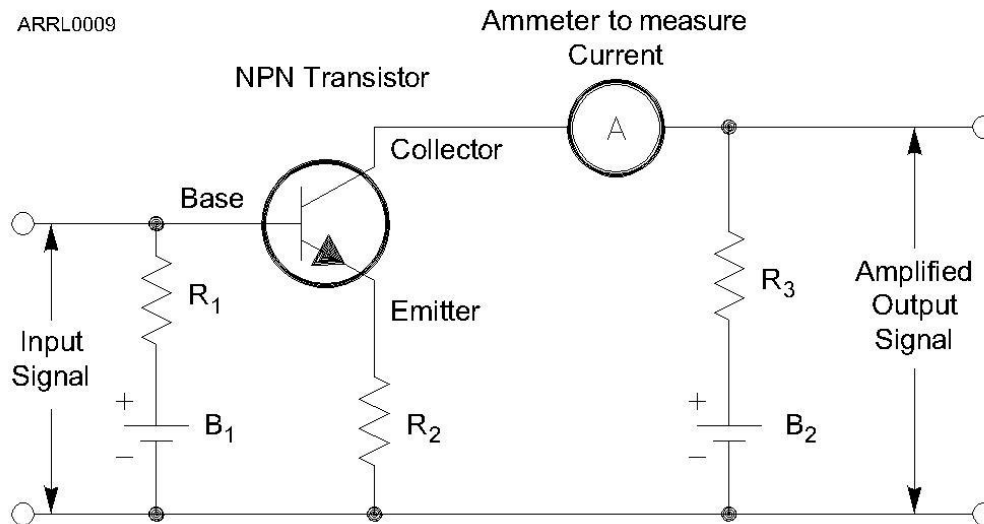 ARRL0009
Ammeter to measure
Current
NPN Transistor
A
Collector
Base
R1
R3
Emitter
Amplified
Output
Signal
Input
Signal
+
B1
−
R2
+
B2
−